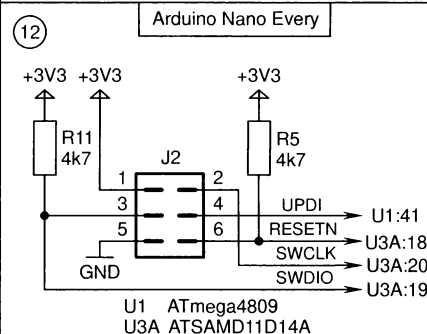 Arduino Nano Every
12
+3V3 +3V3 +3V3
R11
4k7
J2
R5
4k7
1 2
3 4 UPDI U1:41
5 6 RESETN U3A:18
SWCLK U3A:20
GND SWDIO U3A:19
U1 ATmega4809
U3A ATSAMD11D14A